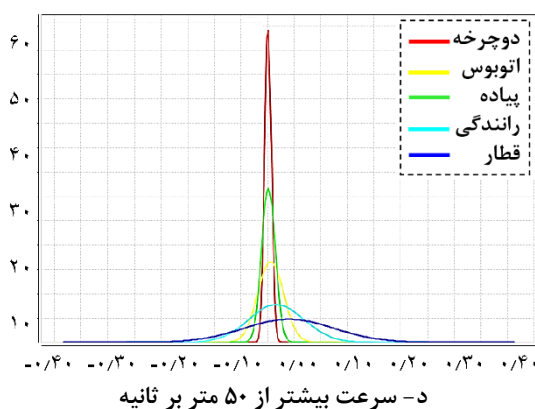 دوچرخه
اتوبوس
پیاده
رانندگی
قطار
۶۰
۵۰
۴۰
۳۰
۲۰
۱۰
-۰/۴۰ -۰/۳۰ -۰/۲۰ -۰/۱۰ ۰/۰۰ ۰/۱۰ ۰/۲۰ ۰/۳۰ ۰/۴۰
د- سرعت بیشتر از ۵۰ متر بر ثانیه